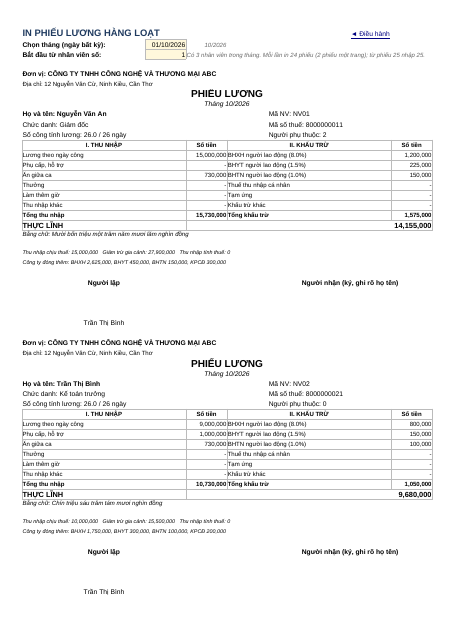 IN PHIẾU LƯƠNG HÀNG LOẠT ◄ Điều hành
Chọn tháng (ngày bất kỳ): 01/10/2026 10/2026
Bắt đầu từ nhân viên số: 1 Có 3 nhân viên trong tháng. Mỗi lần in 24 phiếu (2 phiếu một trang); từ phiếu 25 nhập 25.
Đơn vị: CÔNG TY TNHH CÔNG NGHỆ VÀ THƯƠNG MẠI ABC
Địa chỉ: 12 Nguyễn Văn Cừ, Ninh Kiều, Cần Thơ
PHIẾU LƯƠNG
Tháng 10/2026
Họ và tên: Nguyễn Văn An Mã NV: NV01
Chức danh: Giám đốc Mã số thuế: 8000000011
Số công tính lương: 26.0 / 26 ngày Người phụ thuộc: 2
I. THU NHẬP Số tiền II. KHẤU TRỪ Số tiền
Lương theo ngày công 15,000,000 BHXH người lao động (8.0%) 1,200,000
Phụ cấp, hỗ trợ - BHYT người lao động (1.5%) 225,000
Ăn giữa ca 730,000 BHTN người lao động (1.0%) 150,000
Thưởng - Thuế thu nhập cá nhân -
Làm thêm giờ - Tạm ứng -
Thu nhập khác - Khấu trừ khác -
Tổng thu nhập 15,730,000 Tổng khấu trừ 1,575,000
THỰC LĨNH 14,155,000
Bằng chữ: Mười bốn triệu một trăm năm mươi lăm nghìn đồng
Thu nhập chịu thuế: 15,000,000 Giảm trừ gia cảnh: 27,900,000 Thu nhập tính thuế: 0
Công ty đóng thêm: BHXH 2,625,000, BHYT 450,000, BHTN 150,000, KPCĐ 300,000
Người lập Người nhận (ký, ghi rõ họ tên)
Trần Thị Bình
Đơn vị: CÔNG TY TNHH CÔNG NGHỆ VÀ THƯƠNG MẠI ABC
Địa chỉ: 12 Nguyễn Văn Cừ, Ninh Kiều, Cần Thơ
PHIẾU LƯƠNG
Tháng 10/2026
Họ và tên: Trần Thị Bình Mã NV: NV02
Chức danh: Kế toán trưởng Mã số thuế: 8000000021
Số công tính lương: 26.0 / 26 ngày Người phụ thuộc: 0
I. THU NHẬP Số tiền II. KHẤU TRỪ Số tiền
Lương theo ngày công 9,000,000 BHXH người lao động (8.0%) 800,000
Phụ cấp, hỗ trợ 1,000,000 BHYT người lao động (1.5%) 150,000
Ăn giữa ca 730,000 BHTN người lao động (1.0%) 100,000
Thưởng - Thuế thu nhập cá nhân -
Làm thêm giờ - Tạm ứng -
Thu nhập khác - Khấu trừ khác -
Tổng thu nhập 10,730,000 Tổng khấu trừ 1,050,000
THỰC LĨNH 9,680,000
Bằng chữ: Chín triệu sáu trăm tám mươi nghìn đồng
Thu nhập chịu thuế: 10,000,000 Giảm trừ gia cảnh: 15,500,000 Thu nhập tính thuế: 0
Công ty đóng thêm: BHXH 1,750,000, BHYT 300,000, BHTN 100,000, KPCĐ 200,000
Người lập Người nhận (ký, ghi rõ họ tên)
Trần Thị Bình